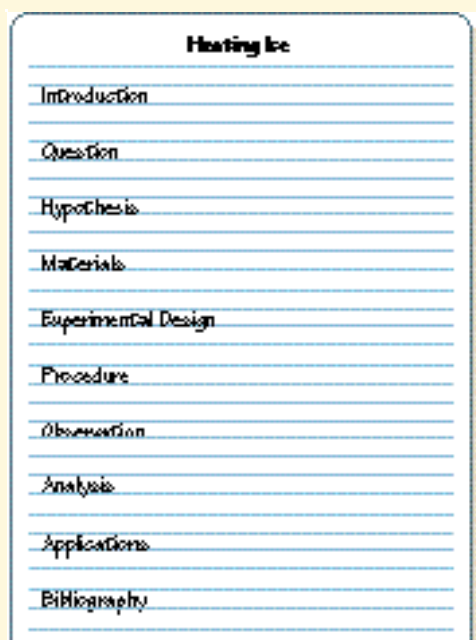 Heating Ice
Introduction
Question
Hypothesis
Materials
Experimental Design
Procedure
Observation
Analysis
Applications
Bibliography